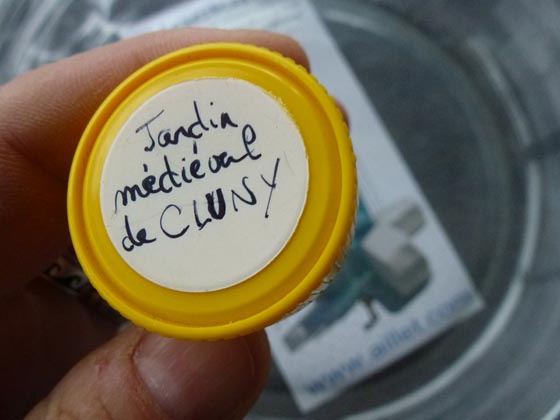 Jardin
médiéval
de CLUNY